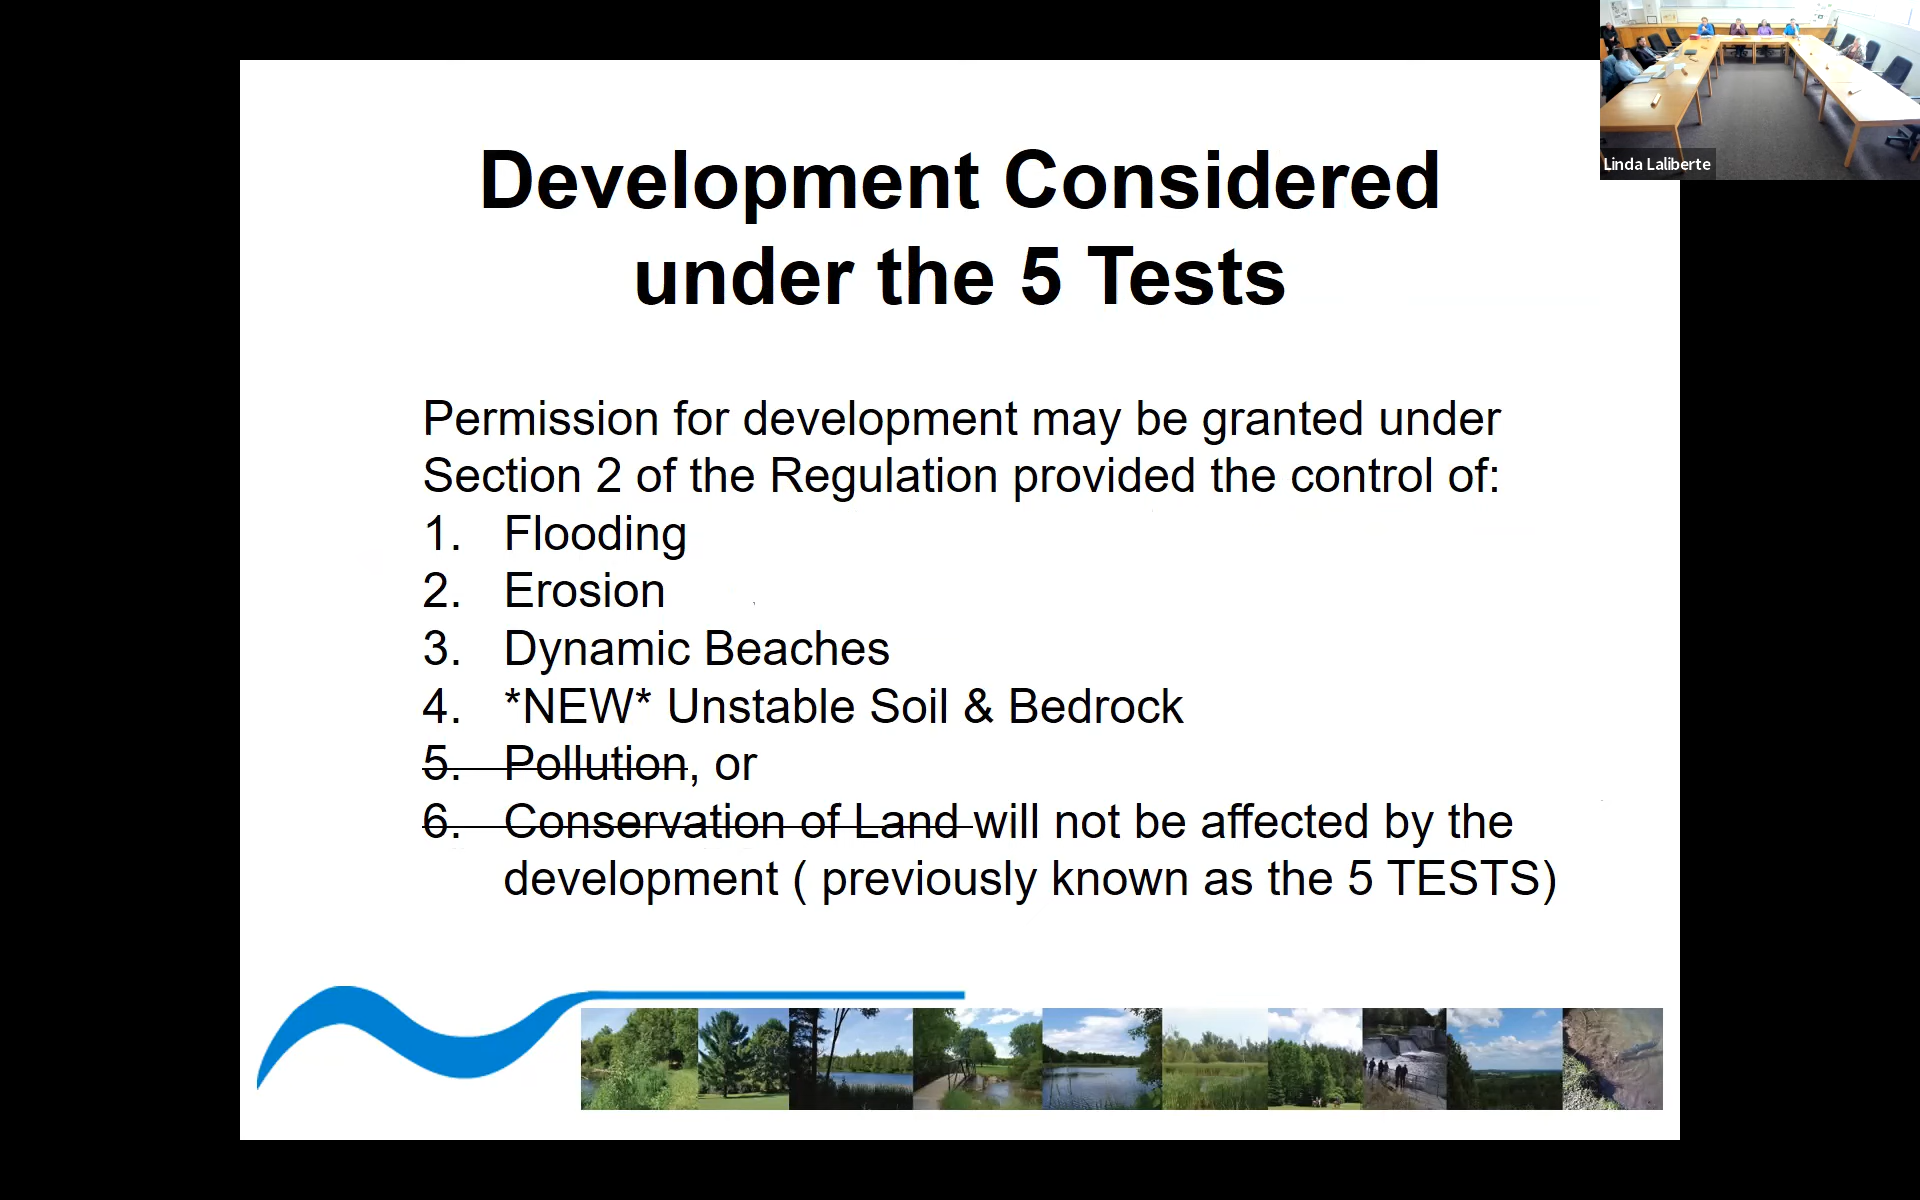 Development Considered
under the 5 Tests
Permission for development may be granted under
Section 2 of the Regulation provided the control of:
1. Flooding
2. Erosion
3. Dynamic Beaches
4. *NEW* Unstable Soil & Bedrock
5. Pollution, or
6. Conservation of Land will not be affected by the
development ( previously known as the 5 TESTS)
Linda Laliberte